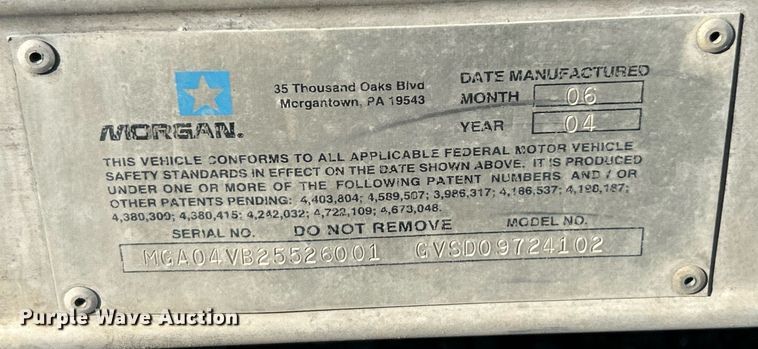 35 Thousand Oaks Blvd
Morgantown, PA 19543
DATE MANUFACTURED
MONTH 06
YEAR 04
MORGAN.
THIS VEHICLE CONFORMS TO ALL APPLICABLE FEDERAL MOTOR VEHICLE
SAFETY STANDARDS IN EFFECT ON THE DATE SHOWN ABOVE. IT IS PRODUCED
UNDER ONE OR MORE OF THE FOLLOWING PATENT NUMBERS AND / OR
OTHER PATENTS PENDING: 4,403,804; 4,589,507; 3,986,317; 4,186,537; 4,190,187;
4,380,309; 4,380,415; 4,242,032; 4,722,109; 4,673,048.
SERIAL NO. DO NOT REMOVE MODEL NO.
MGA04VB25526001 GVSD09724102
Purple Wave Auction